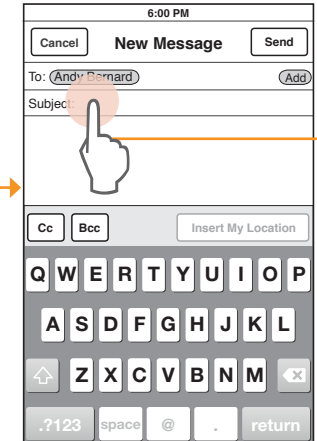 6:00 PM
Cancel New Message Send
To: Andy Bernard Add
Subject:
Cc Bcc Insert My Location
Q W E R T Y U I O P
A S D F G H J K L
Z X C V B N M
.?123 space @ . return